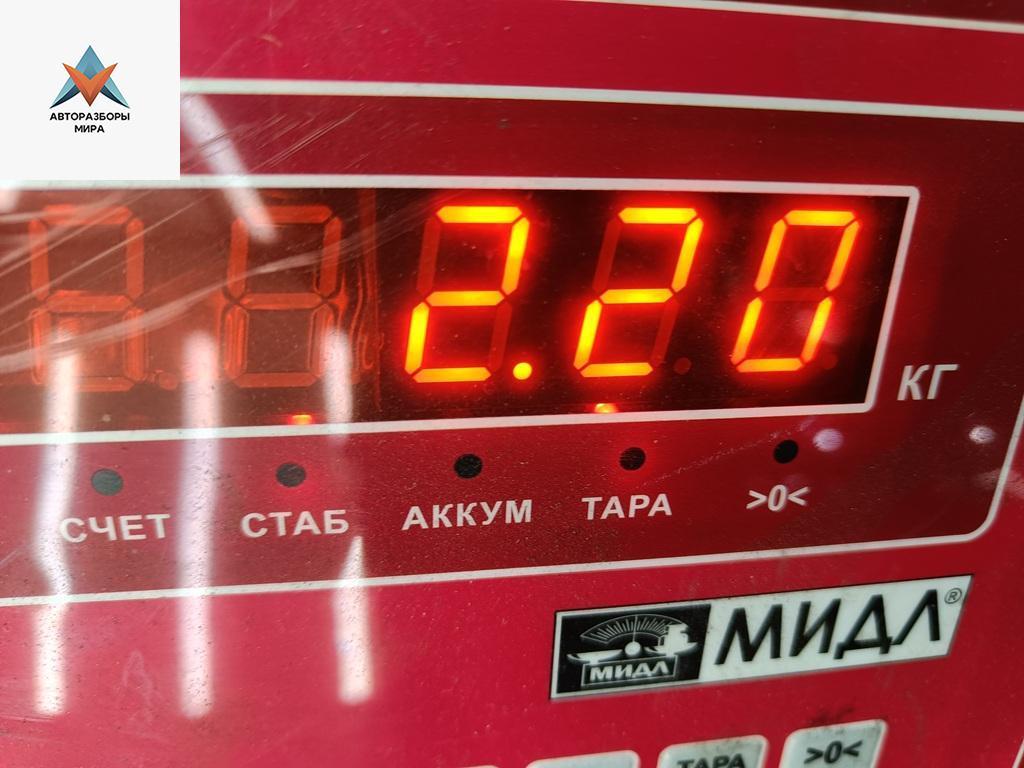 АВТОРАЗБОРЫ
МИРА
2.20
КГ
СЧЕТ СТАБ АККУМ ТАРА >0<
МИДЛ МИДЛ®
ТАРА >0<